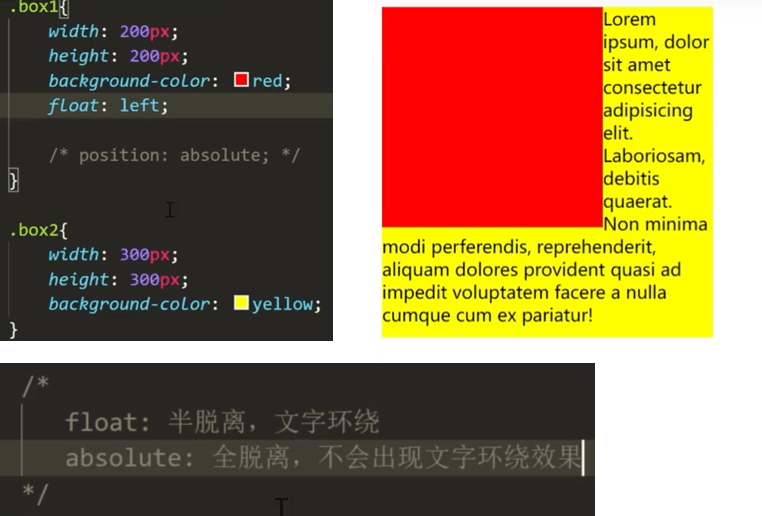 .box1{
width: 200px;
height: 200px;
background-color: red;
float: left;
/* position: absolute; */
}
.box2{
width: 300px;
height: 300px;
background-color: yellow;
}
Lorem
ipsum, dolor
sit amet
consectetur
adipisicing
elit.
Laboriosam,
debitis
quaerat.
Non minima
modi perferendis, reprehenderit,
aliquam dolores provident quasi ad
impedit voluptatem facere a nulla
cumque cum ex pariatur!
/*
float: 半脱离，文字环绕
absolute: 全脱离，不会出现文字环绕效果
*/